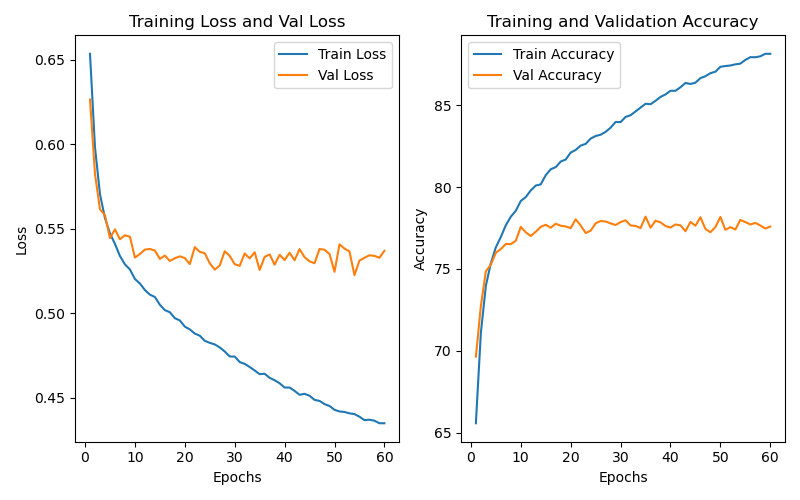 Training Loss and Val Loss
Train Loss
Val Loss
0.65
0.60
0.55
0.50
0.45
Loss
0 10 20 30 40 50 60
Epochs
Training and Validation Accuracy
Train Accuracy
Val Accuracy
85
80
75
70
65
Accuracy
0 10 20 30 40 50 60
Epochs